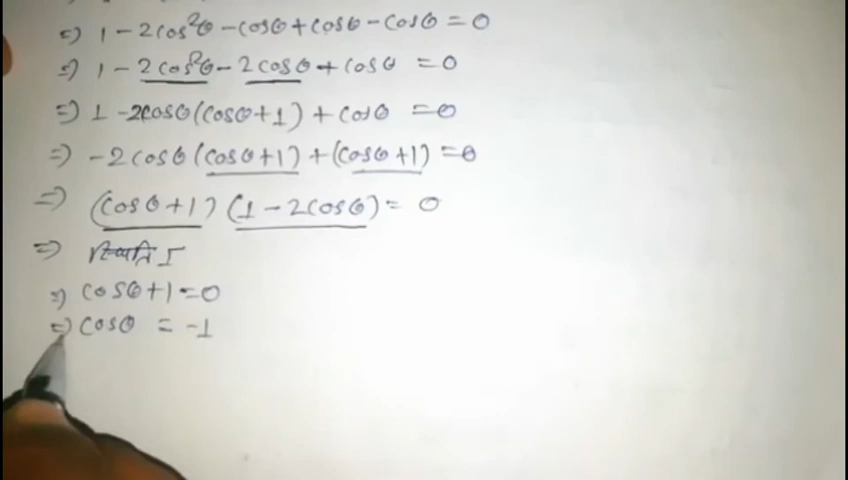 =) 1 - 2cos²θ - cosθ + cosθ - cosθ = 0
=) 1 - 2cos²θ - 2cosθ + cosθ = 0
=) 1 - 2cosθ(cosθ+1) + cosθ = 0
=) -2cosθ(cosθ+1) + (cosθ+1) = 0
=) (cosθ+1) (1 - 2cosθ) = 0
=) स्थिति I
=) cosθ+1 = 0
=) cosθ = -1